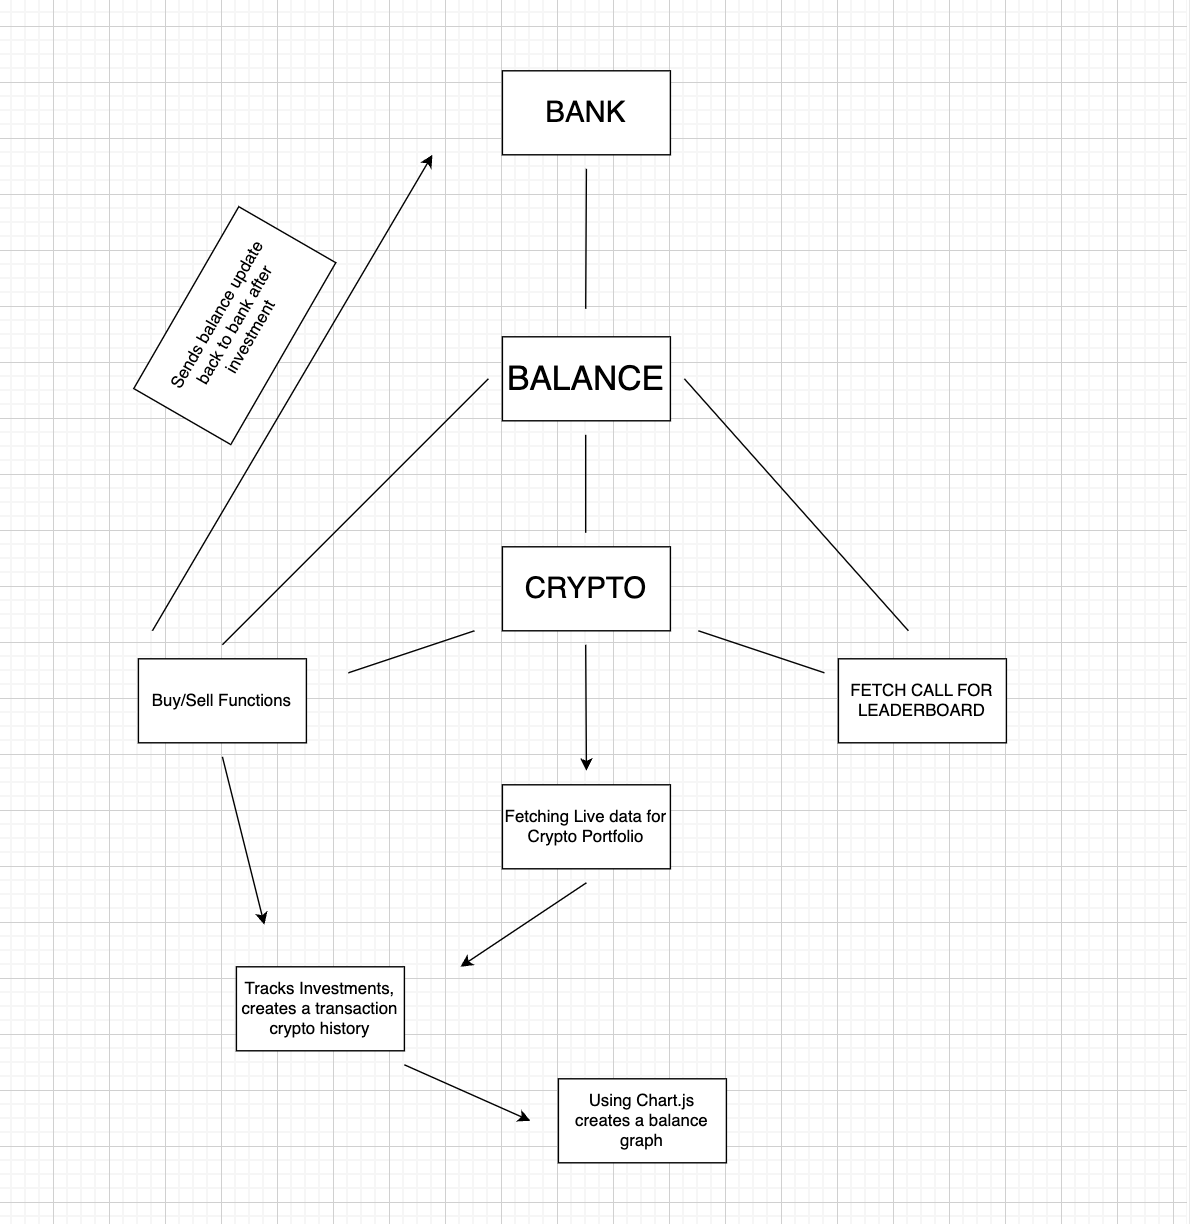 BANK
Sends balance update
back to bank after
investment
BALANCE
CRYPTO
Buy/Sell Functions
FETCH CALL FOR
LEADERBOARD
Fetching Live data for
Crypto Portfolio
Tracks Investments,
creates a transaction
crypto history
Using Chart.js
creates a balance
graph